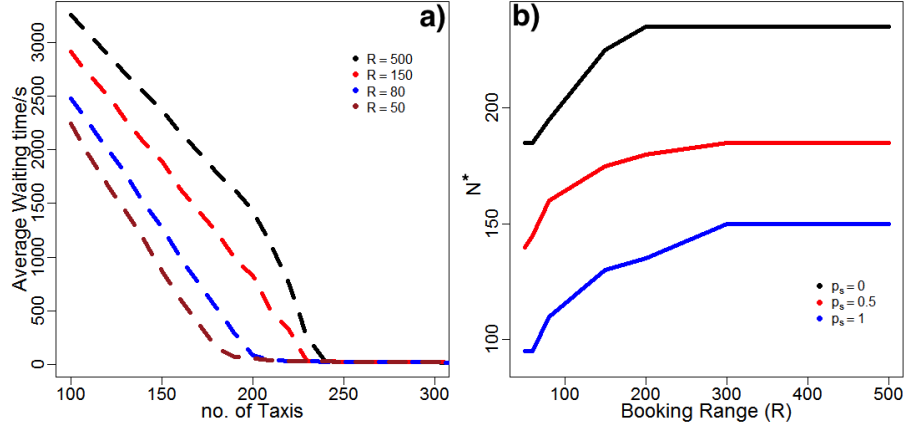 a)
Average Waiting time/s
3000
2500
2000
1500
1000
500
0
R = 500
R = 150
R = 80
R = 50
100
150
200
250
300
no. of Taxis
b)
N*
200
150
100
p_s = 0
p_s = 0.5
p_s = 1
100
200
300
400
500
Booking Range (R)